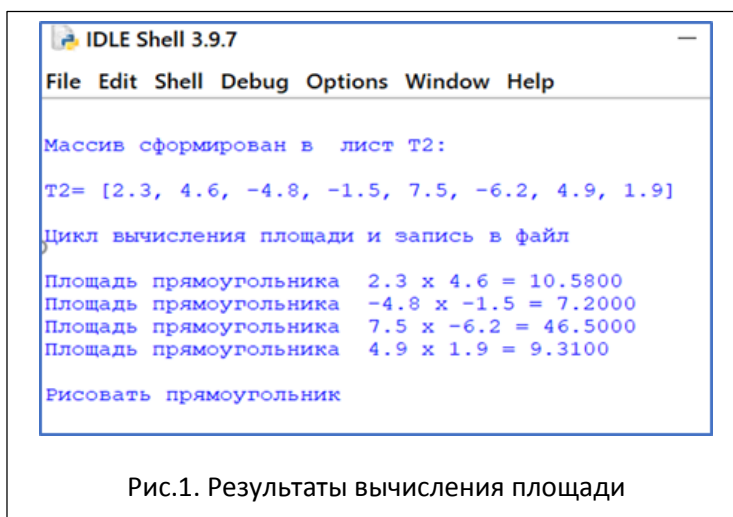 IDLE Shell 3.9.7
File Edit Shell Debug Options Window Help
Массив сформирован в лист Т2:
Т2= [2.3, 4.6, -4.8, -1.5, 7.5, -6.2, 4.9, 1.9]
Цикл вычисления площади и запись в файл
Площадь прямоугольника 2.3 x 4.6 = 10.5800
Площадь прямоугольника -4.8 x -1.5 = 7.2000
Площадь прямоугольника 7.5 x -6.2 = 46.5000
Площадь прямоугольника 4.9 x 1.9 = 9.3100
Рисовать прямоугольник
Рис.1. Результаты вычисления площади